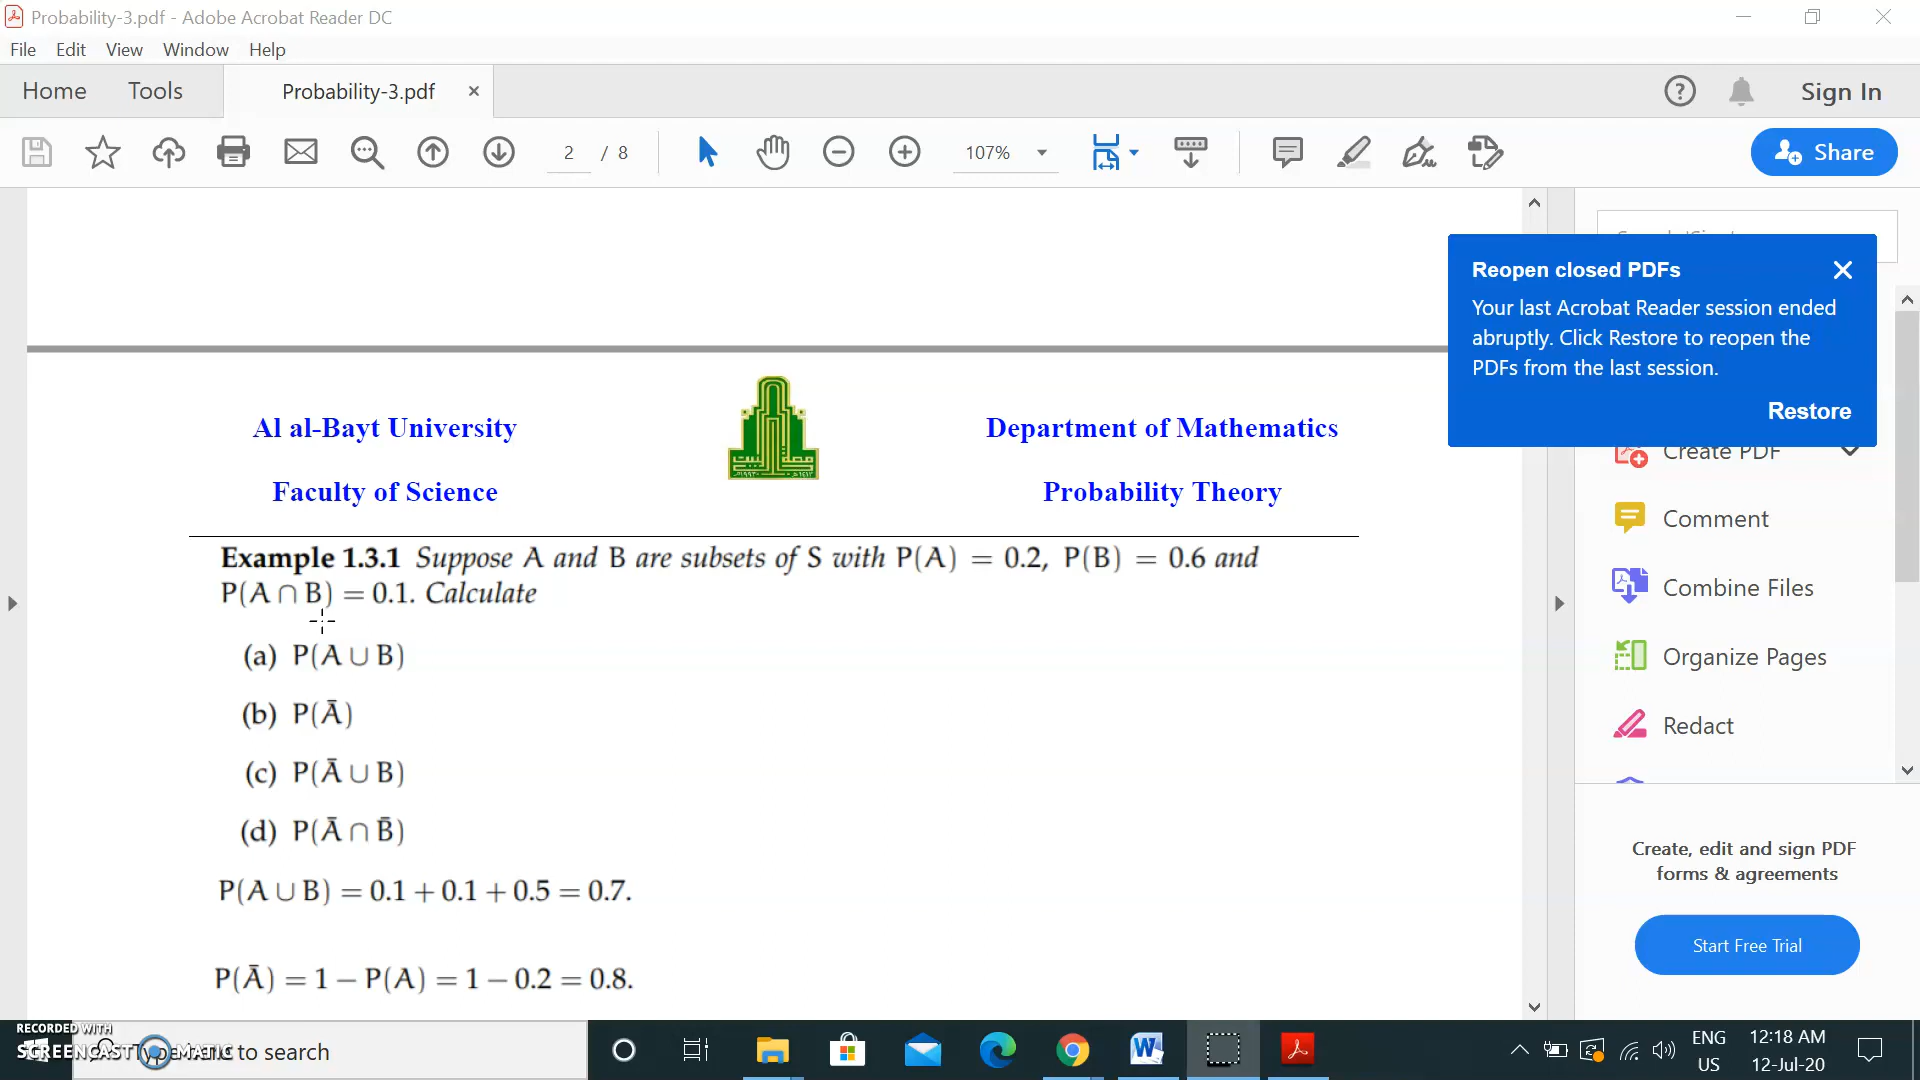 Probability-3.pdf - Adobe Acrobat Reader DC
File Edit View Window Help
Home Tools Probability-3.pdf × Sign In
2 / 8 107% Share
Reopen closed PDFs
Your last Acrobat Reader session ended
abruptly. Click Restore to reopen the
PDFs from the last session.
Restore
Al al-Bayt University Department of Mathematics
Faculty of Science Probability Theory
Example 1.3.1 Suppose A and B are subsets of S with P(A) = 0.2, P(B) = 0.6 and
P(A ∩ B) = 0.1. Calculate
(a) P(A ∪ B)
(b) P(Ā)
(c) P(Ā ∪ B)
(d) P(Ā ∩ B̄)
P(A ∪ B) = 0.1 + 0.1 + 0.5 = 0.7.
P(Ā) = 1 − P(A) = 1 − 0.2 = 0.8.
Create PDF
Comment
Combine Files
Organize Pages
Redact
Create, edit and sign PDF
forms & agreements
Start Free Trial
RECORDED WITH
SCREENCAST MATIC
to search
ENG
US
12:18 AM
12-Jul-20